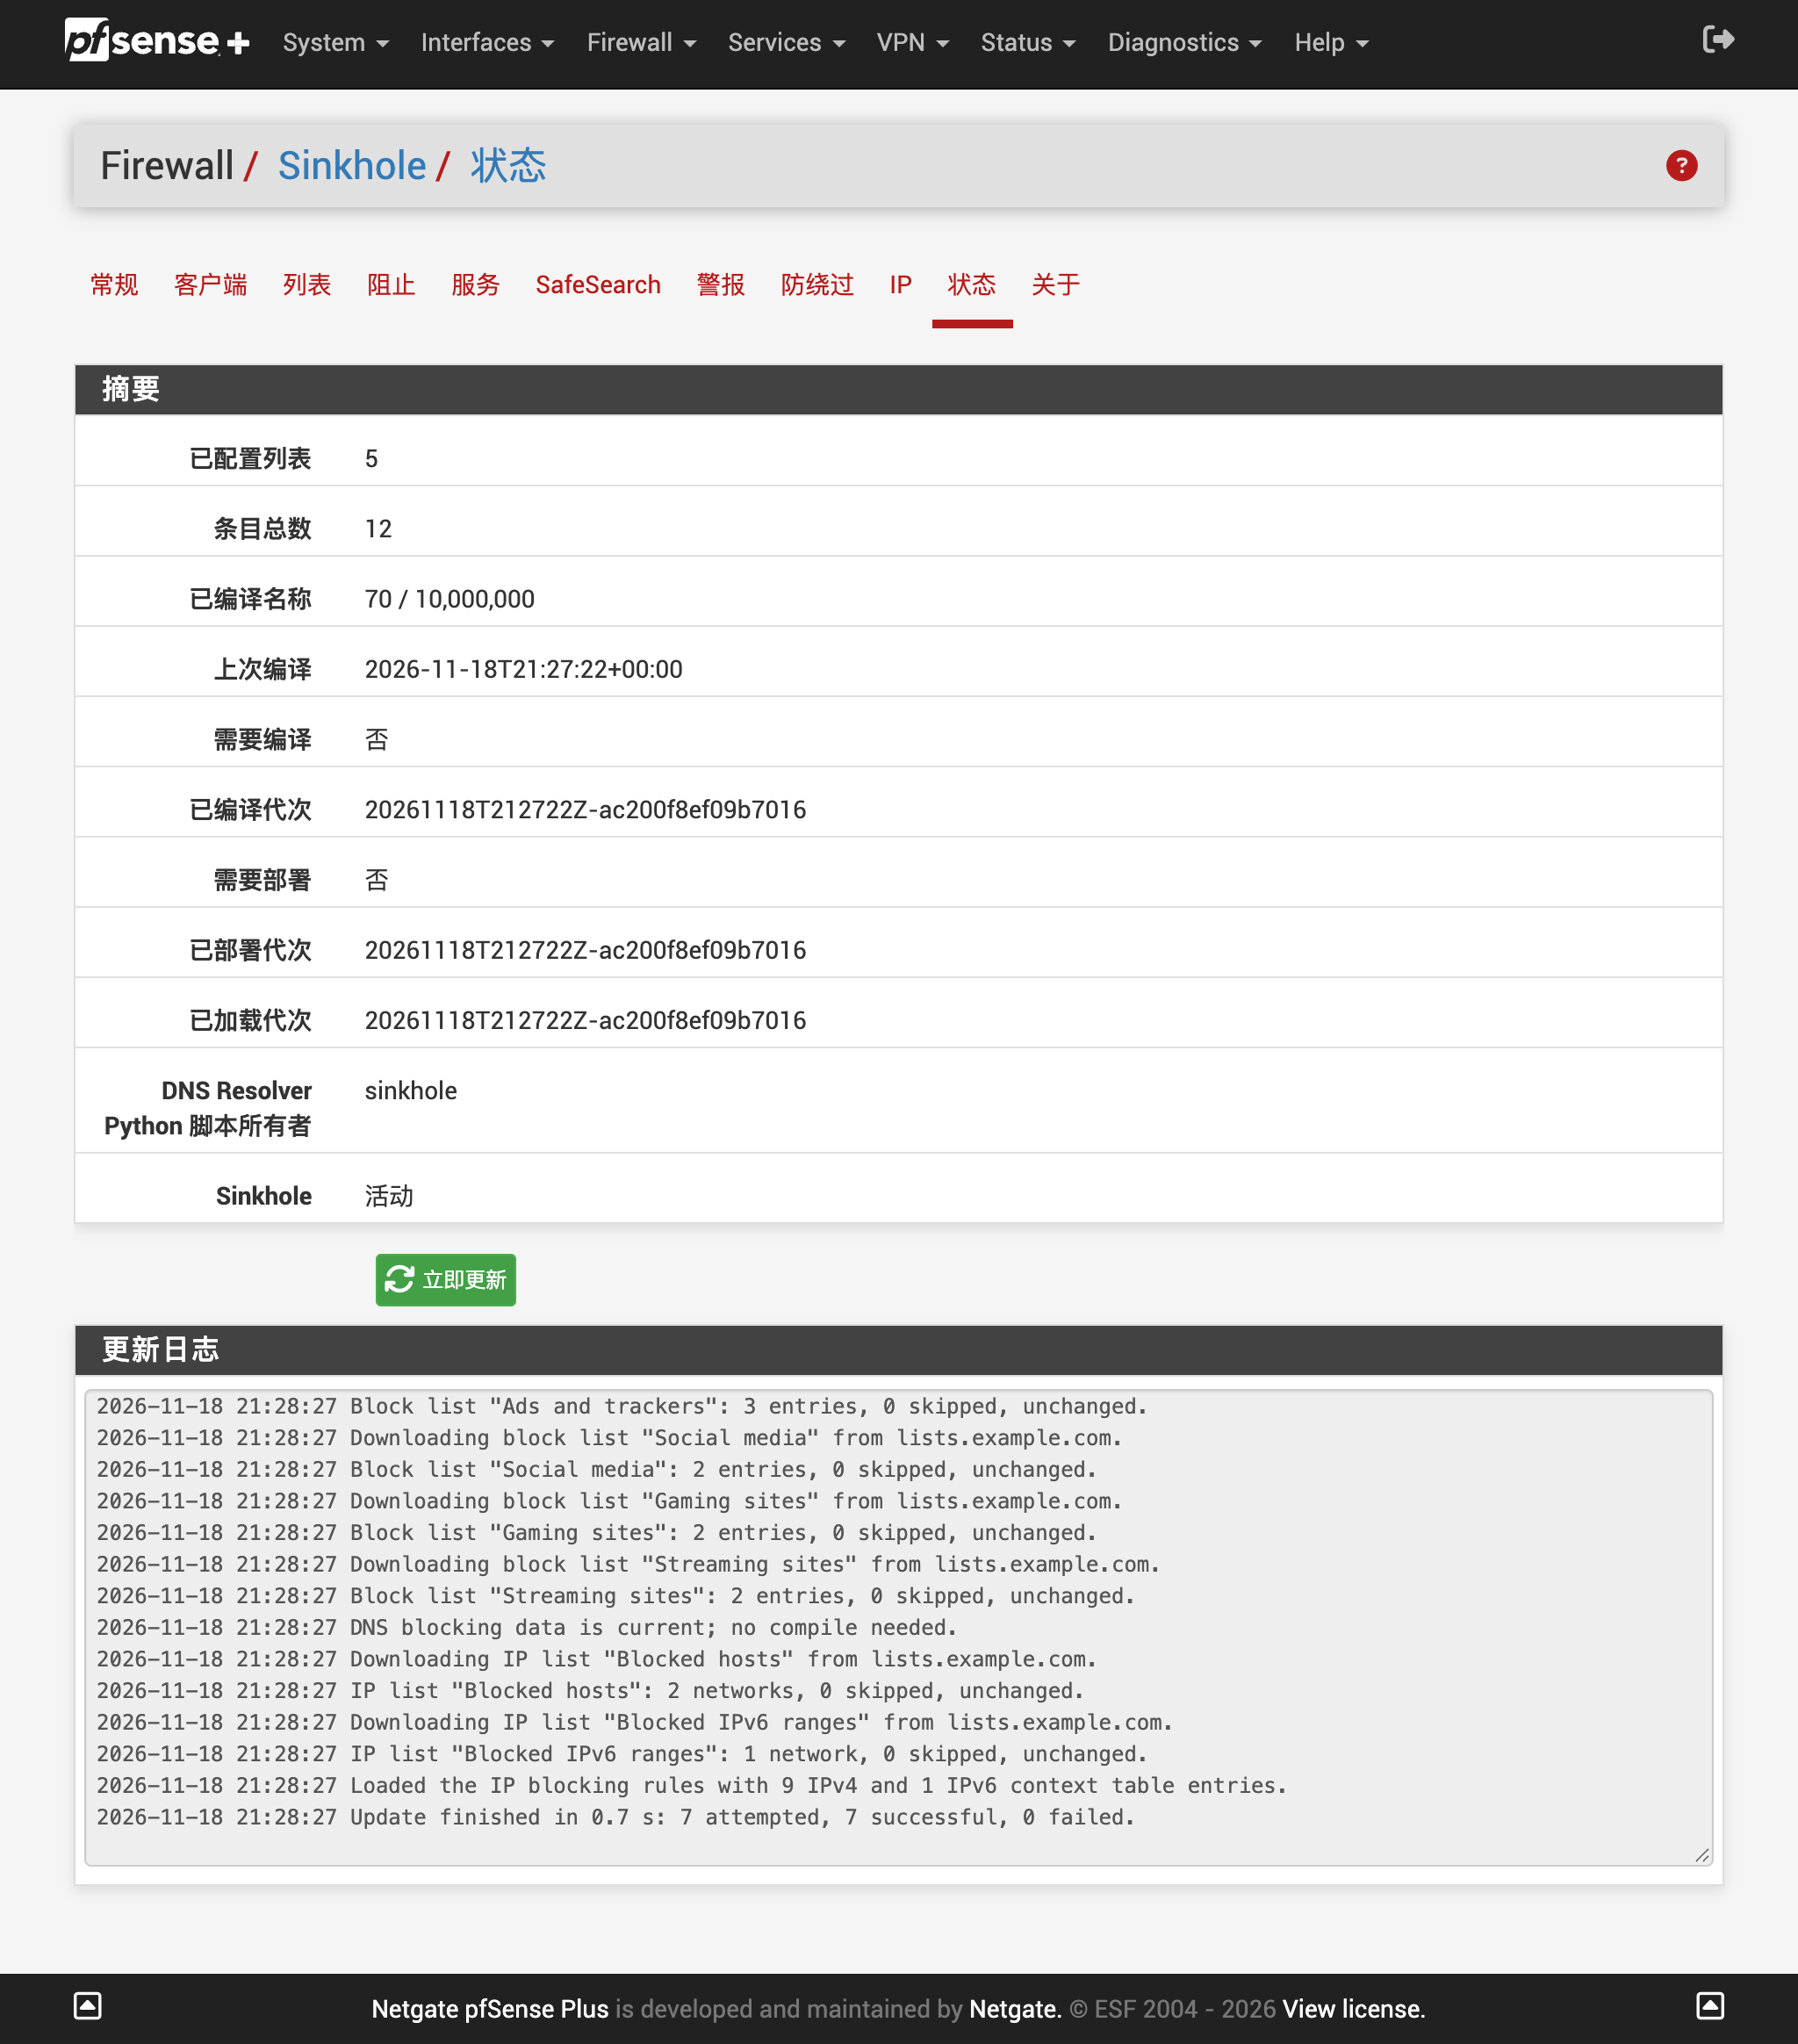 pfsense +
System
Interfaces
Firewall
Services
VPN
Status
Diagnostics
Help
Firewall / Sinkhole / 状态
?
常规 客户端 列表 阻止 服务 SafeSearch 警报 防绕过 IP 状态 关于
摘要
已配置列表 5
条目总数 12
已编译名称 70 / 10,000,000
上次编译 2026-11-18T21:27:22+00:00
需要编译 否
已编译代次 20261118T212722Z-ac200f8ef09b7016
需要部署 否
已部署代次 20261118T212722Z-ac200f8ef09b7016
已加载代次 20261118T212722Z-ac200f8ef09b7016
DNS Resolver sinkhole
Python 脚本所有者
Sinkhole 活动
立即更新
更新日志
2026-11-18 21:28:27 Block list "Ads and trackers": 3 entries, 0 skipped, unchanged.
2026-11-18 21:28:27 Downloading block list "Social media" from lists.example.com.
2026-11-18 21:28:27 Block list "Social media": 2 entries, 0 skipped, unchanged.
2026-11-18 21:28:27 Downloading block list "Gaming sites" from lists.example.com.
2026-11-18 21:28:27 Block list "Gaming sites": 2 entries, 0 skipped, unchanged.
2026-11-18 21:28:27 Downloading block list "Streaming sites" from lists.example.com.
2026-11-18 21:28:27 Block list "Streaming sites": 2 entries, 0 skipped, unchanged.
2026-11-18 21:28:27 DNS blocking data is current; no compile needed.
2026-11-18 21:28:27 Downloading IP list "Blocked hosts" from lists.example.com.
2026-11-18 21:28:27 IP list "Blocked hosts": 2 networks, 0 skipped, unchanged.
2026-11-18 21:28:27 Downloading IP list "Blocked IPv6 ranges" from lists.example.com.
2026-11-18 21:28:27 IP list "Blocked IPv6 ranges": 1 network, 0 skipped, unchanged.
2026-11-18 21:28:27 Loaded the IP blocking rules with 9 IPv4 and 1 IPv6 context table entries.
2026-11-18 21:28:27 Update finished in 0.7 s: 7 attempted, 7 successful, 0 failed.
Netgate pfSense Plus is developed and maintained by Netgate. © ESF 2004 - 2026 View license.